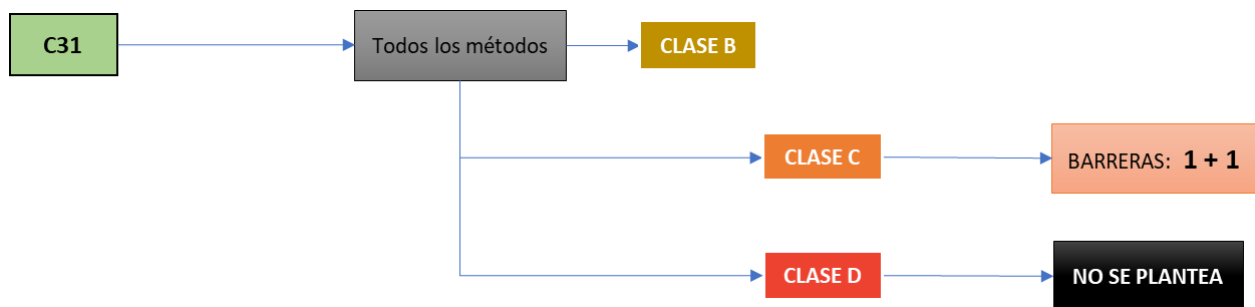 C31
Todos los métodos
CLASE B
CLASE C
BARRERAS: 1 + 1
CLASE D
NO SE PLANTEA